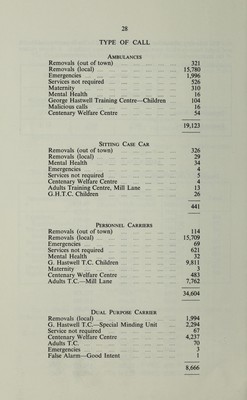 28
TYPE OF CALL
AMBULANCES
Removals (out of town) 321
Removals (local) 15,780
Emergencies 1,996
Services not required 526
Maternity 310
Mental Health 16
George Hastwell Training Centre—Children 104
Malicious calls 16
Centenary Welfare Centre 54
19,123
SITTING CASE CAR
Removals (out of town) 326
Removals (local) 29
Mental Health 34
Emergencies 4
Services not required 5
Centenary Welfare Centre 4
Adults Training Centre, Mill Lane 13
G.H.T.C. Children 26
441
PERSONNEL CARRIERS
Removals (out of town) 114
Removals (local) 15,709
Emergencies 69
Services not required 621
Mental Health 32
G. Hastwell T.C. Children 9,811
Maternity 3
Centenary Welfare Centre 483
Adults T.C.—Mill Lane 7,762
34,604
DUAL PURPOSE CARRIER
Removals (local) 1,994
G. Hastwell T.C.—Special Minding Unit 2,294
Services not required 67
Centenary Welfare Centre 4,237
Adults T.C. 70
Emergencies 3
False Alarm—Good Intent 1
8,666